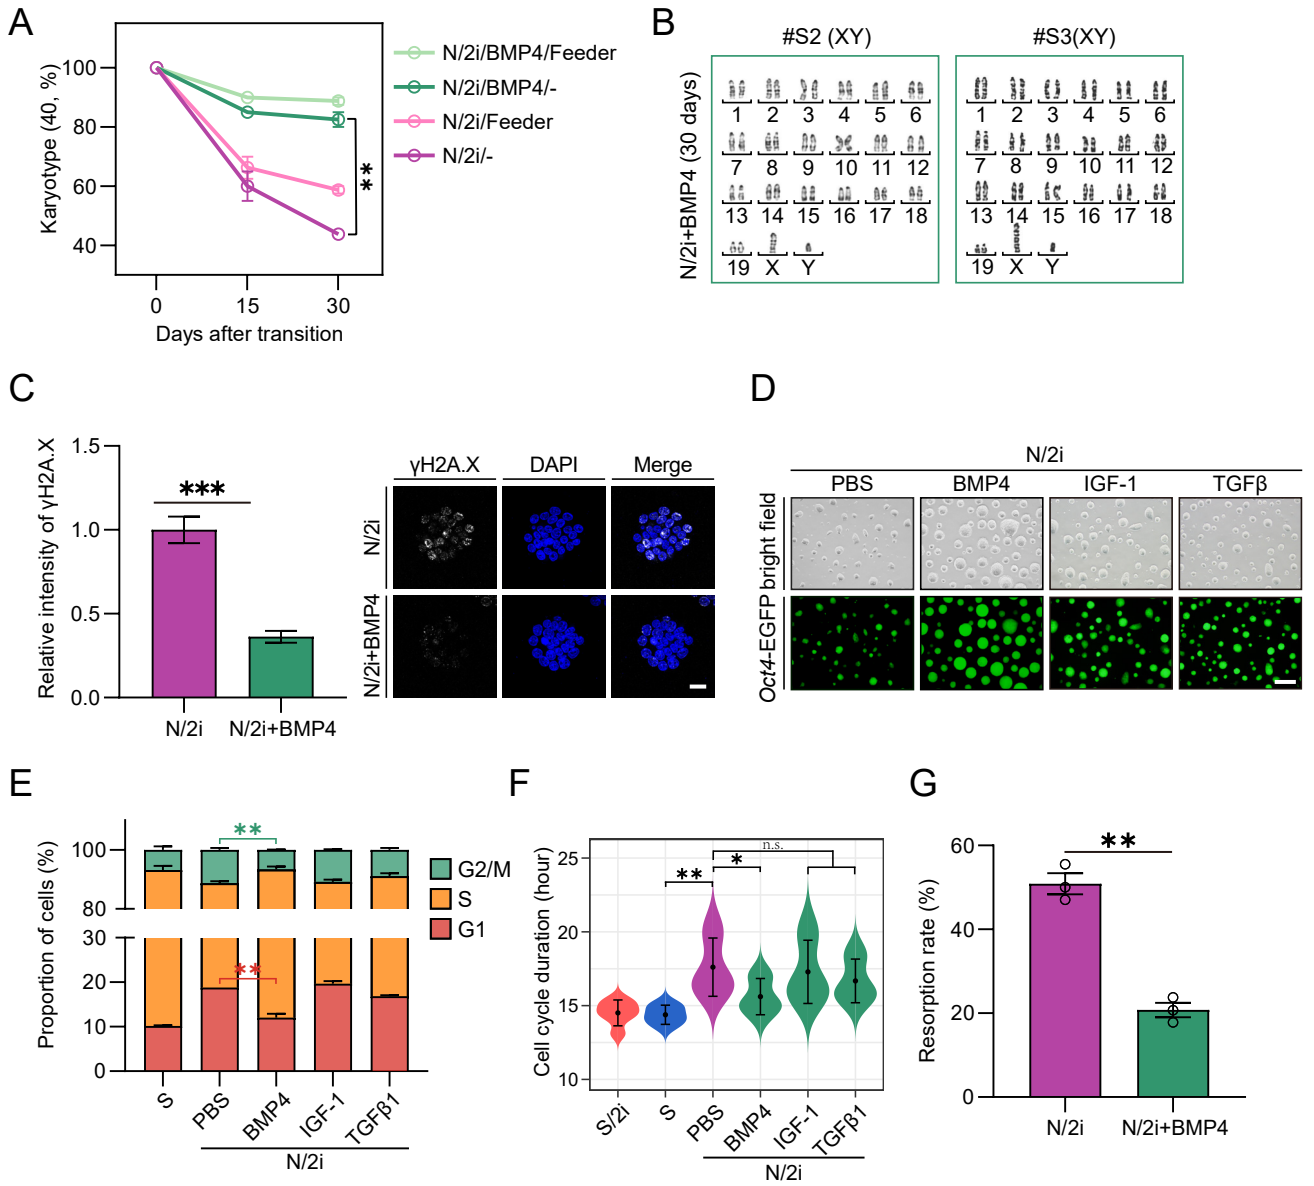 A
Karyotype (40, %)
100
80
60
40
0 15 30
Days after transition
**
N/2i/BMP4/Feeder
N/2i/BMP4/-
N/2i/Feeder
N/2i/-
B
#S2 (XY) #S3(XY)
N/2i+BMP4 (30 days)
1 2 3 4 5 6
7 8 9 10 11 12
13 14 15 16 17 18
19 X Y
1 2 3 4 5 6
7 8 9 10 11 12
13 14 15 16 17 18
19 X Y
C
Relative intensity of γH2A.X
1.5
1.0
0.5
0.0
***
N/2i N/2i+BMP4
γH2A.X DAPI Merge
N/2i
N/2i+BMP4
D
N/2i
PBS BMP4 IGF-1 TGFβ
bright field
Oct4-EGFP
E
Proportion of cells (%)
100
80
30
20
10
0
**
**
G2/M
S
G1
S PBS BMP4 IGF-1 TGFβ1
N/2i
F
Cell cycle duration (hour)
25
20
15
10
**
*
n.s.
S/2i S PBS BMP4 IGF-1 TGFβ1
N/2i
G
Resorption rate (%)
60
40
20
0
**
N/2i N/2i+BMP4